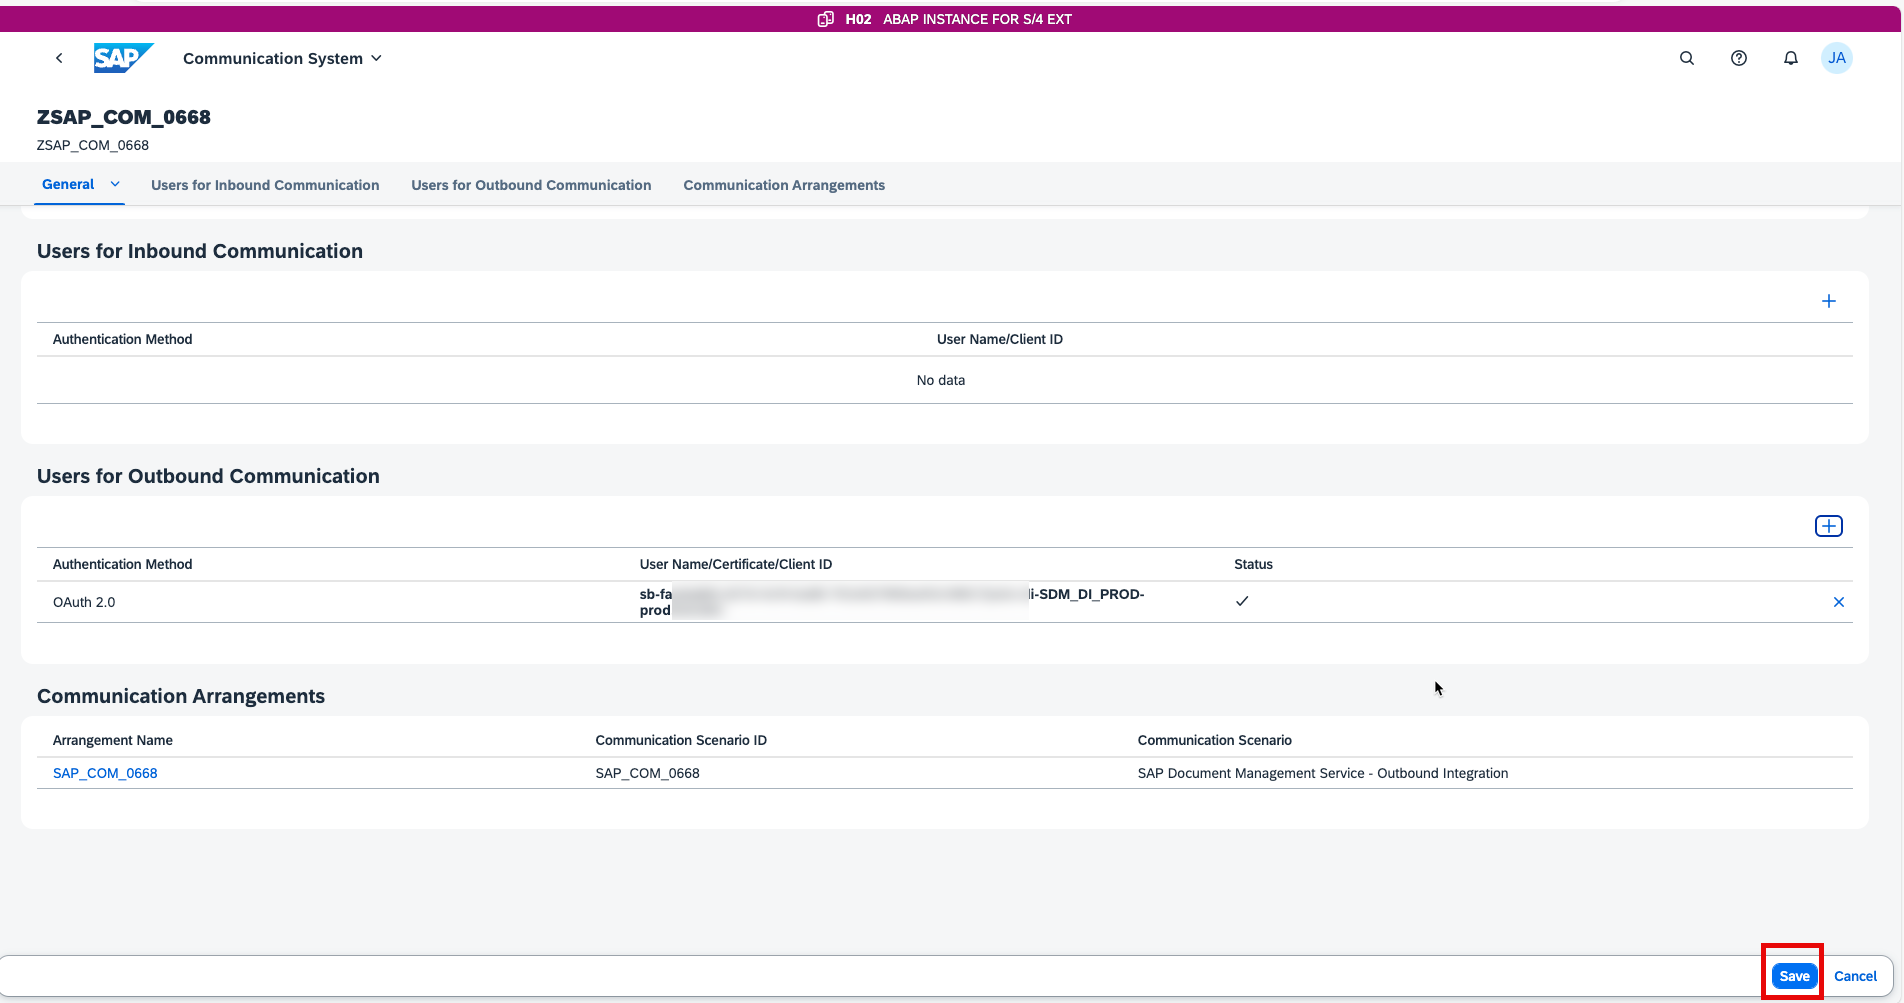 H02 ABAP INSTANCE FOR S/4 EXT
SAP Communication System JA
ZSAP_COM_0668
ZSAP_COM_0668
General Users for Inbound Communication Users for Outbound Communication Communication Arrangements
Users for Inbound Communication
Authentication Method User Name/Client ID
No data
Users for Outbound Communication
Authentication Method User Name/Certificate/Client ID Status
OAuth 2.0 sb-fa i-SDM_DI_PROD-
prod
Communication Arrangements
Arrangement Name Communication Scenario ID Communication Scenario
SAP_COM_0668 SAP_COM_0668 SAP Document Management Service - Outbound Integration
Save Cancel